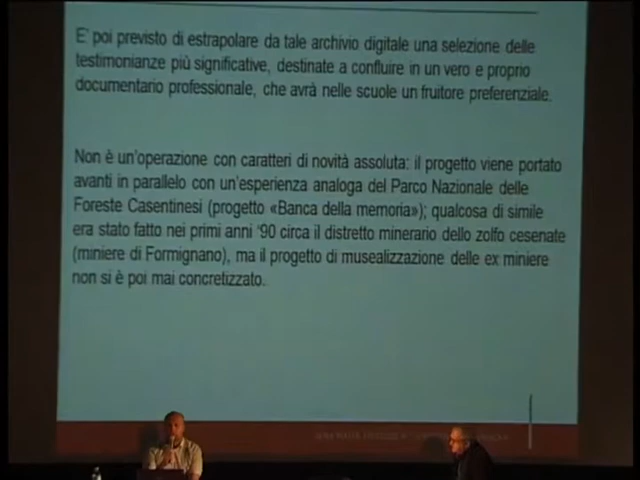 E' poi previsto di estrapolare da tale archivio digitale una selezione delle
testimonianze più significative, destinate a confluire in un vero e proprio
documentario professionale, che avrà nelle scuole un fruitore preferenziale.
Non è un'operazione con caratteri di novità assoluta: il progetto viene portato
avanti in parallelo con un'esperienza analoga del Parco Nazionale delle
Foreste Casentinesi (progetto «Banca della memoria»); qualcosa di simile
era stato fatto nei primi anni '90 circa il distretto minerario dello zolfo cesenate
(miniere di Formignano), ma il progetto di musealizzazione delle ex miniere
non si è poi mai concretizzato.